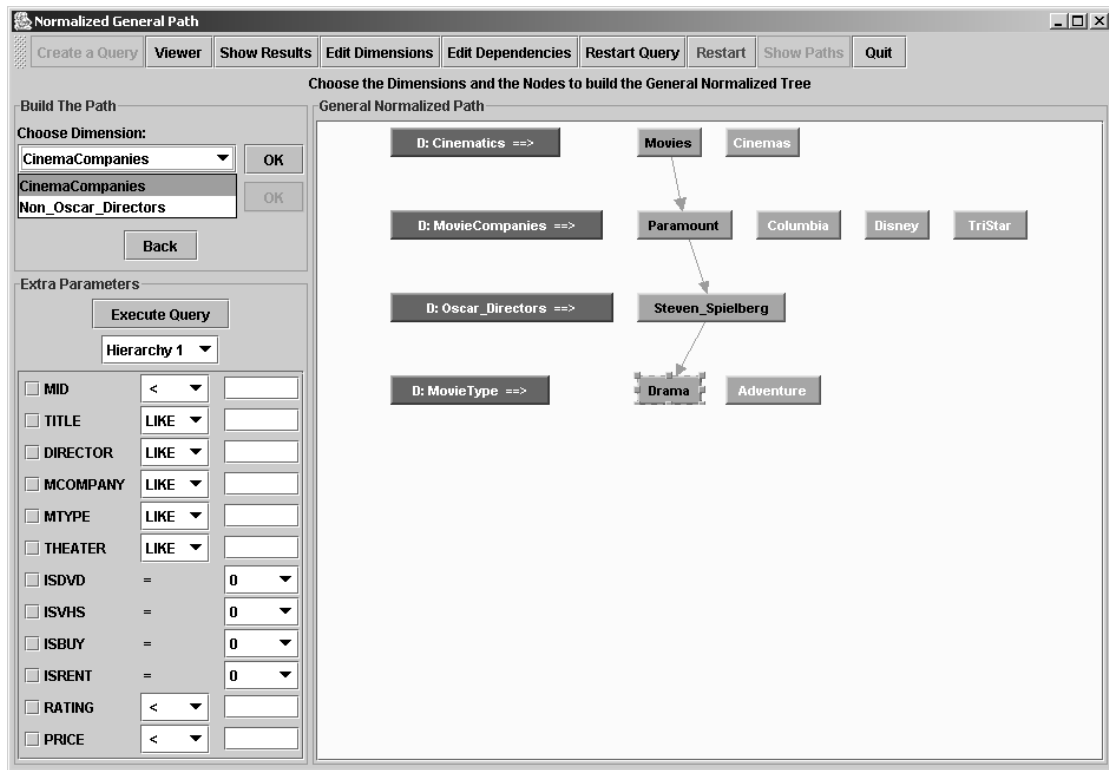 Normalized General Path
Create a Query Viewer Show Results Edit Dimensions Edit Dependencies Restart Query Restart Show Paths Quit
Choose the Dimensions and the Nodes to build the General Normalized Tree
Build The Path
Choose Dimension:
CinemaCompanies OK
CinemaCompanies
Non_Oscar_Directors OK
Back
Extra Parameters
Execute Query
Hierarchy 1
MID <
TITLE LIKE
DIRECTOR LIKE
MCOMPANY LIKE
MTYPE LIKE
THEATER LIKE
ISDVD = 0
ISVHS = 0
ISBUY = 0
ISRENT = 0
RATING <
PRICE <
General Normalized Path
D: Cinematics ==> Movies Cinemas
D: MovieCompanies ==> Paramount Columbia Disney TriStar
D: Oscar_Directors ==> Steven_Spielberg
D: MovieType ==> Drama Adventure